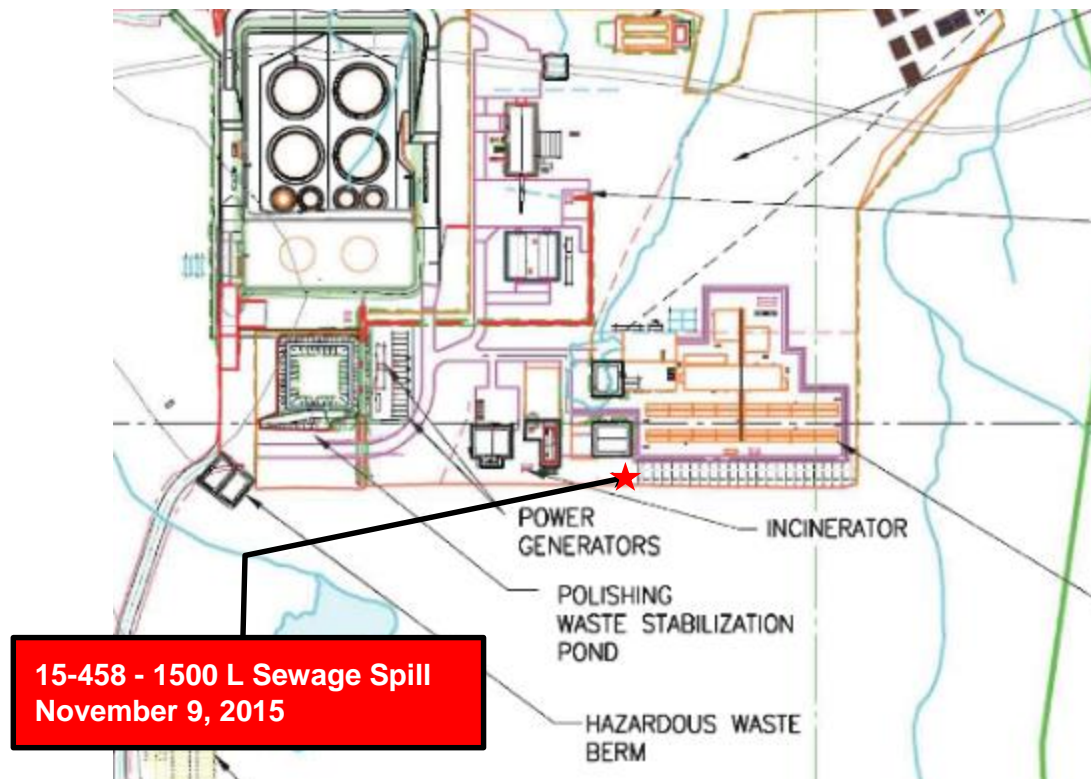 POWER
GENERATORS
INCINERATOR
POLISHING
WASTE STABILIZATION
POND
15-458 - 1500 L Sewage Spill
November 9, 2015
HAZARDOUS WASTE
BERM